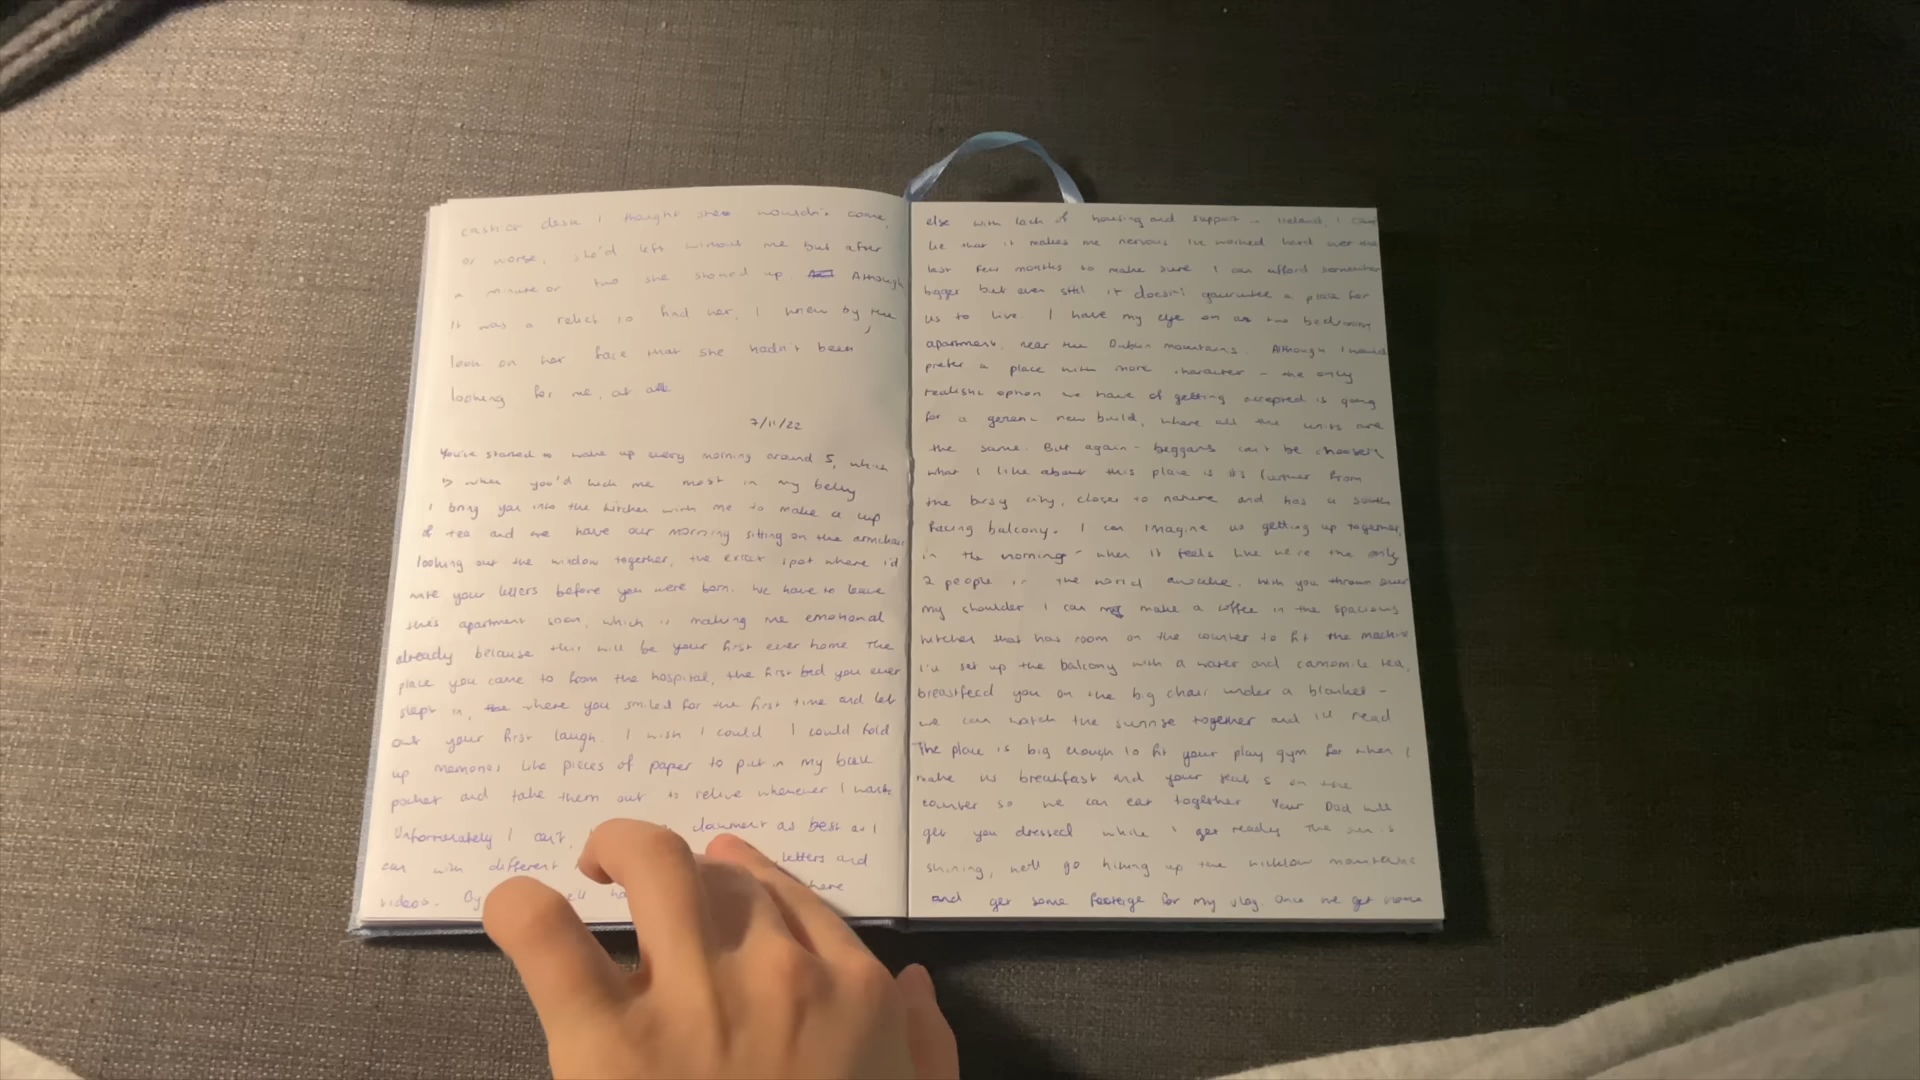 cash or desk I thought she wouldn't come,
or worse, she'd left without me but after
a minute or two she showed up. Although
it was a relief to find her, I knew by the
look on her face that she hadn't been
looking for me, at all
7/11/22
You've started to wake up every morning around 5, which
is when you'd kick me most in my belly
I bring you into the kitchen with me to make a cup
of tea and we have our morning sitting on the armchair
looking out the window together, the exact spot where I'd
write your letters before you were born. We have to leave
this apartment soon, which is making me emotional
already because this will be your first ever home The
place you came to from the hospital, the first bed you ever
slept in, where you smiled for the first time and let
out your first laugh. I wish I could I could fold
up memories like pieces of paper to put in my back
pocket and take them out to relive whenever I want
Unfortunately I can't, document as best as I
can with different letters and
videos. By here
else with lack of housing and support in Ireland, I can't
lie that it makes me nervous I've worked hard over the
last few months to make sure I can afford somewhere
bigger but even still it doesn't gaurntee a place for
us to live. I have my eye on a two bedroom
apartment, near the Dublin mountains. Although I would
prefer a place with more character - the only
realistic option we have of getting accepted is going
for a generic new build, where all the units are
the same. But again - beggars can't be choosers
what I like about this place is it's further from
the busy city, closer to nature and has a south
facing balcony. I can imagine us getting up together
in the mornings - when it feels like we're the only
2 people in the world awake. With you thrown over
my shoulder I can make a coffee in the spacious
kitchen that has room on the counter to fit the machine
I'll set up the balcony with a water and camomile tea,
breastfeed you on the big chair under a blanket -
we can watch the sunrise together and I'll read
The place is big enough to fit your play gym for when I
make us breakfast and your seat is on the
counter so we can eat together Your Dad will
get you dressed while I get ready The sun is
shining, we'll go hiking up the wicklow mountains
and get some footage for my vlog. Once we get home